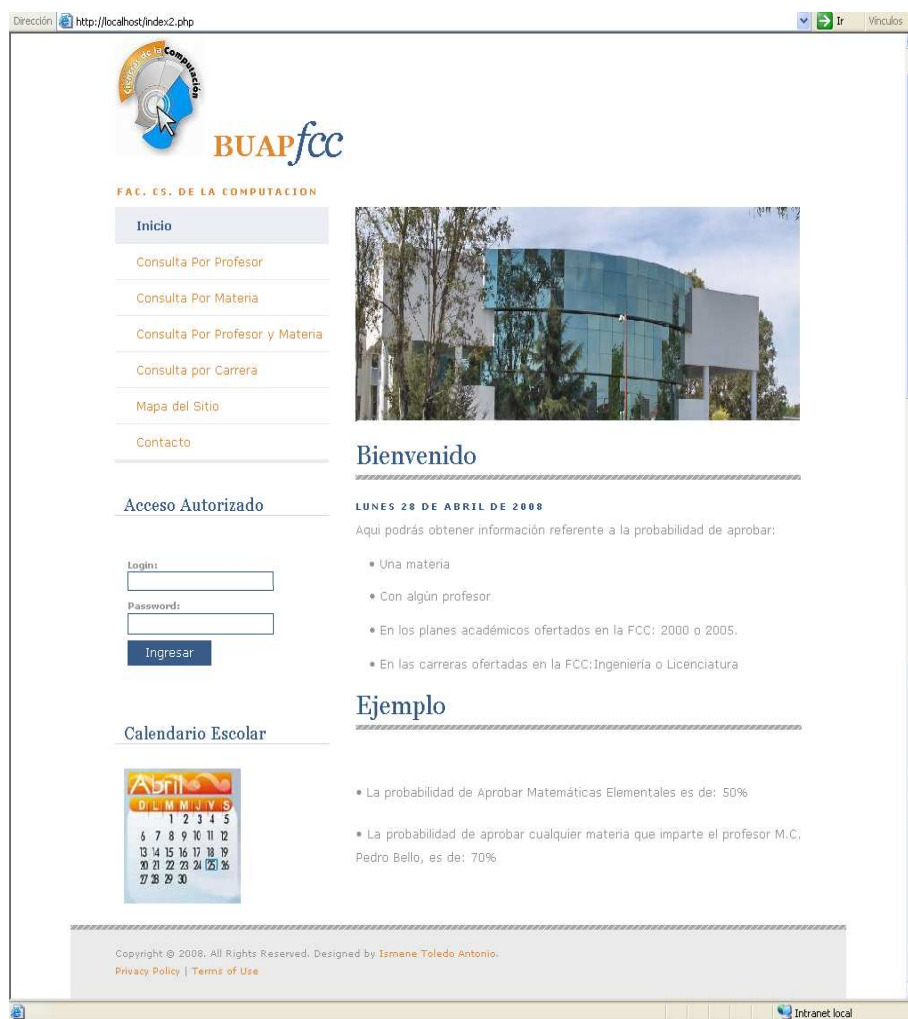 Dirección http://localhost/index2.php Ir Vínculos
Ciencias de la Computación
BUAPfcc
FAC. CS. DE LA COMPUTACION
Inicio
Consulta Por Profesor
Consulta Por Materia
Consulta Por Profesor y Materia
Consulta por Carrera
Mapa del Sitio
Contacto
Acceso Autorizado
Login:
Password:
Ingresar
Calendario Escolar
Abril
D L M M J V S
1 2 3 4 5
6 7 8 9 10 11 12
13 14 15 16 17 18 19
20 21 22 23 24 25 26
27 28 29 30
Bienvenido
LUNES 28 DE ABRIL DE 2008
Aqui podrás obtener información referente a la probabilidad de aprobar:
• Una materia
• Con algún profesor
• En los planes académicos ofertados en la FCC: 2000 o 2005.
• En las carreras ofertadas en la FCC:Ingeniería o Licenciatura
Ejemplo
• La probabilidad de Aprobar Matemáticas Elementales es de: 50%
• La probabilidad de aprobar cualquier materia que imparte el profesor M.C.
Pedro Bello, es de: 70%
Copyright © 2008. All Rights Reserved. Designed by Ismene Toledo Antonio.
Privacy Policy | Terms of Use
Intranet local